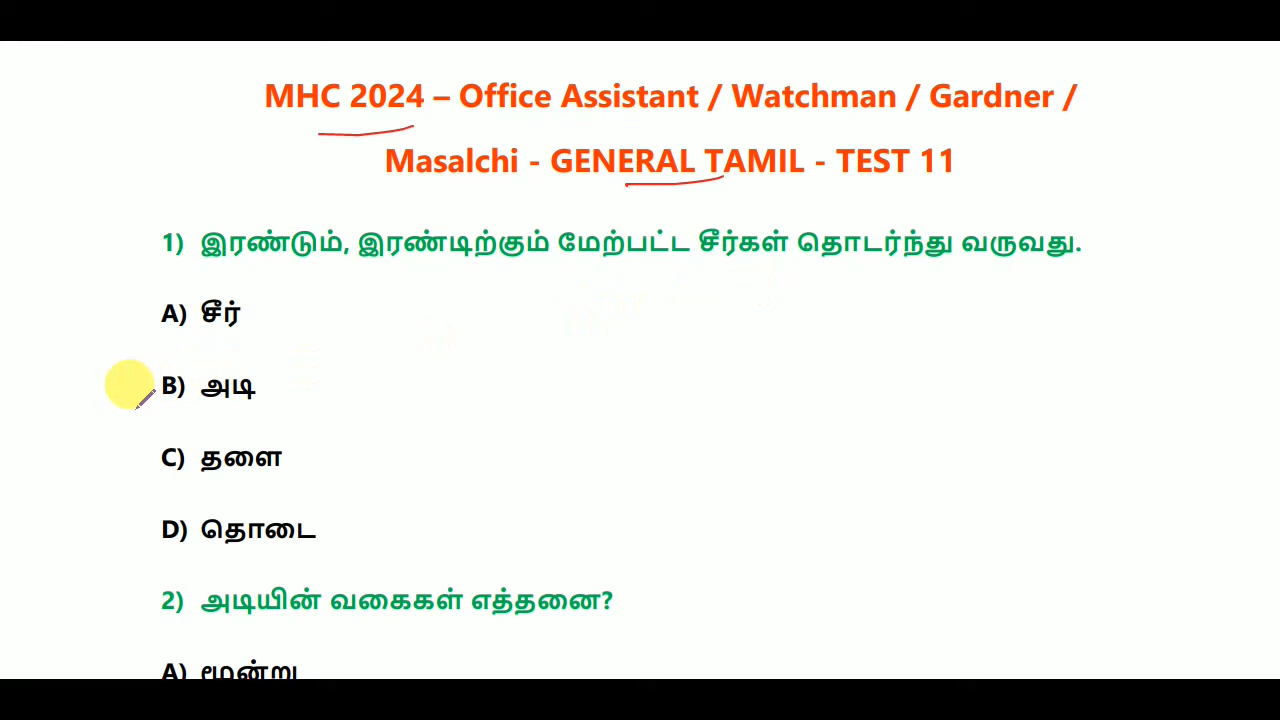 MHC 2024 – Office Assistant / Watchman / Gardner /
Masalchi - GENERAL TAMIL - TEST 11
1) இரண்டும், இரண்டிற்கும் மேற்பட்ட சீர்கள் தொடர்ந்து வருவது.
A) சீர்
B) அடி
C) தளை
D) தொடை
2) அடியின் வகைகள் எத்தனை?
A) மூன்று